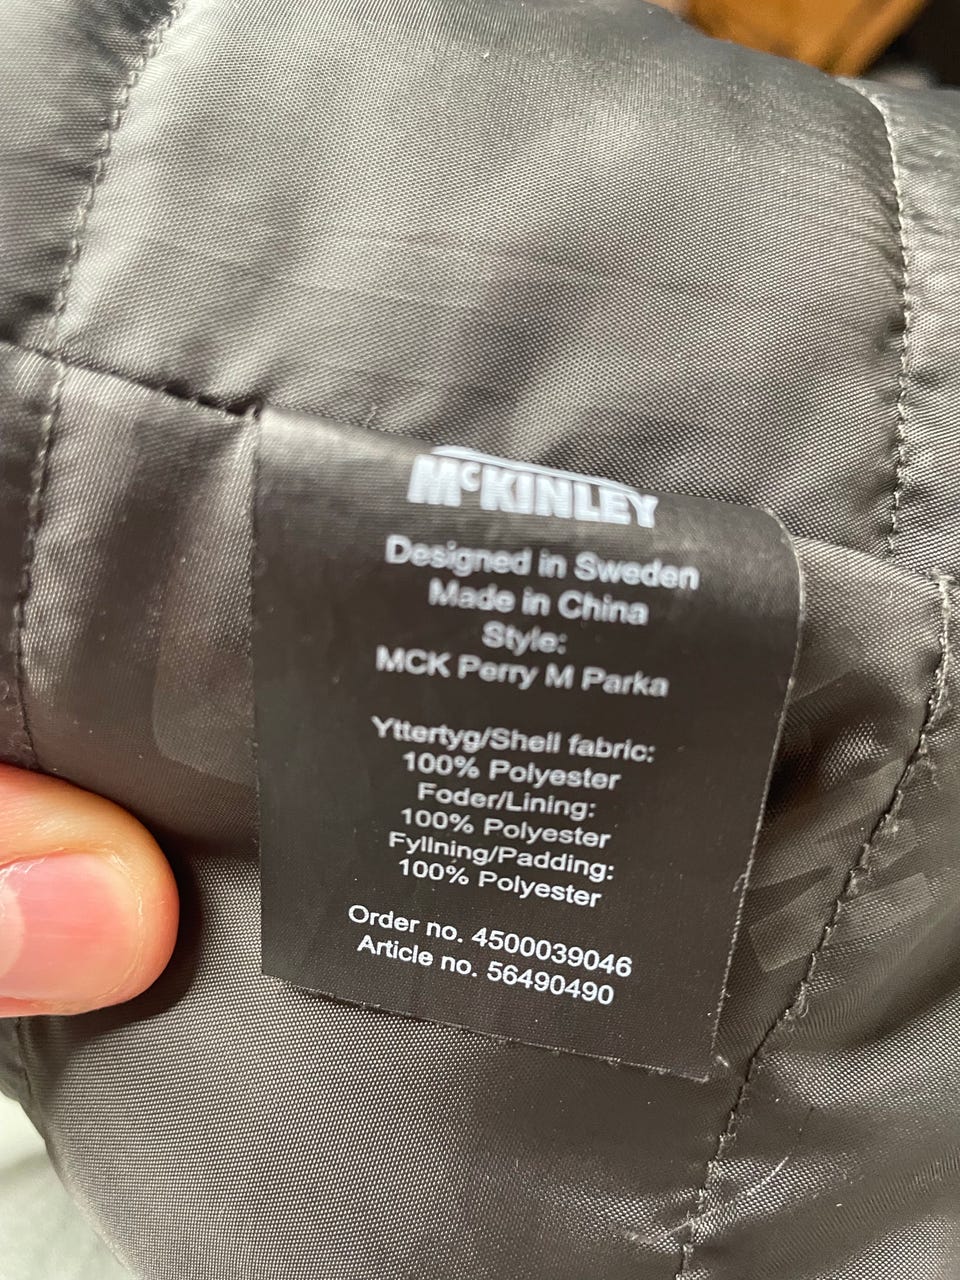 McKINLEY
Designed in Sweden
Made in China
Style:
MCK Perry M Parka
Yttertyg/Shell fabric:
100% Polyester
Foder/Lining:
100% Polyester
Fyllning/Padding:
100% Polyester
Order no. 4500039046
Article no. 56490490